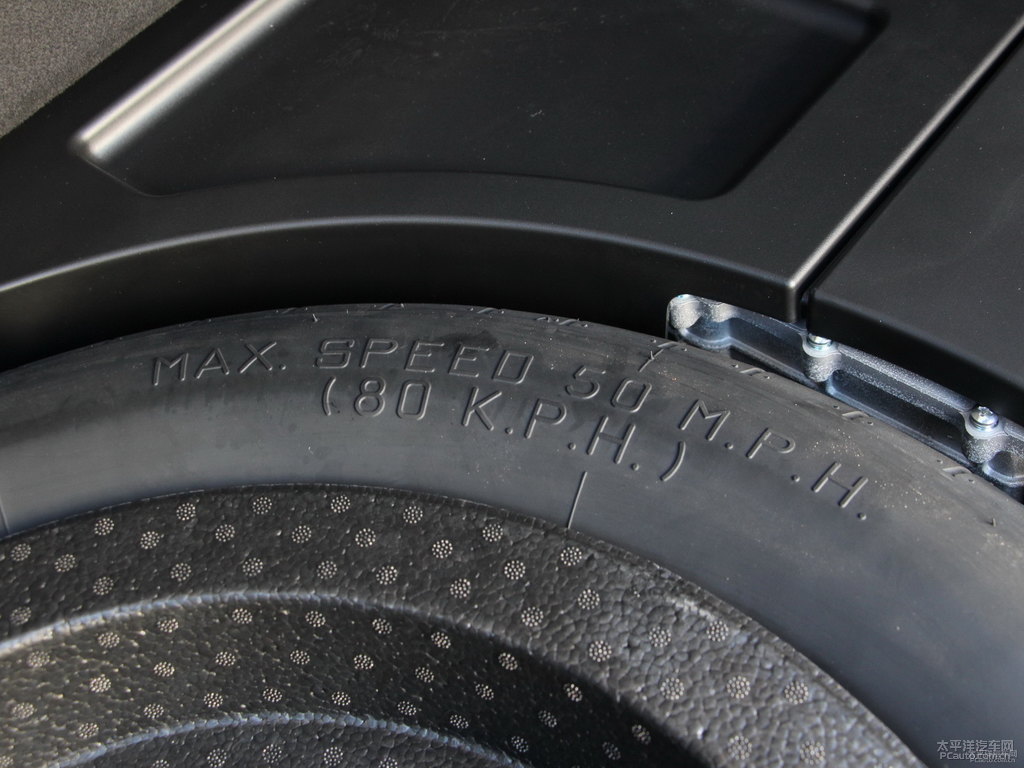 MAX. SPEED 50 M.P.H.
(80 K.P.H.)
太平洋汽车网
PCauto.com.cn